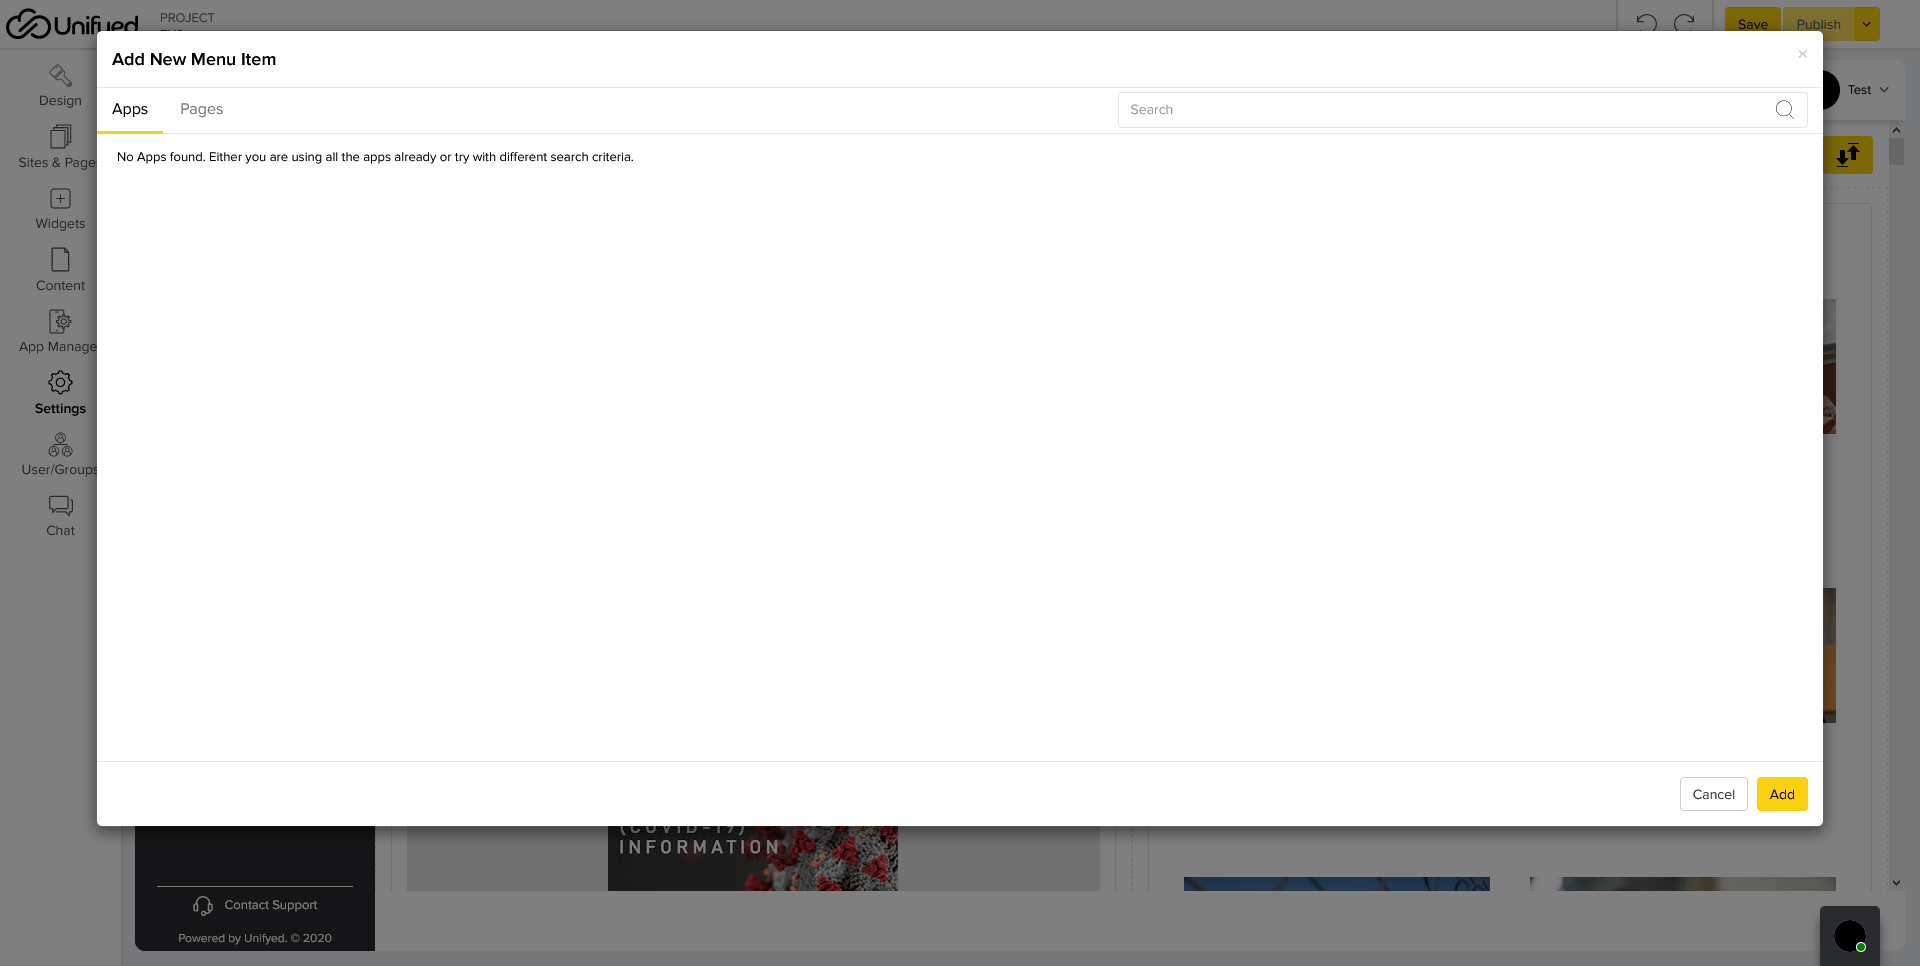 Unifyed
PROJECT
Save
Publish
Add New Menu Item
×
Apps
Pages
Search
Test
No Apps found. Either you are using all the apps already or try with different search criteria.
Design
Sites & Page
Widgets
Content
App Manage
Settings
User/Groups
Chat
Cancel
Add
(COVID-19)
INFORMATION
Contact Support
Powered by Unifyed. © 2020